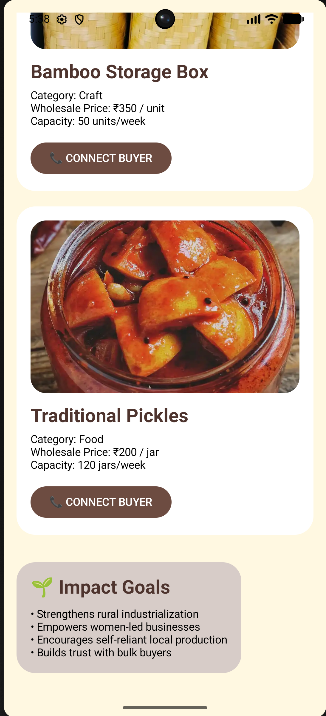 Bamboo Storage Box
Category: Craft
Wholesale Price: ₹350 / unit
Capacity: 50 units/week
📞 CONNECT BUYER
Traditional Pickles
Category: Food
Wholesale Price: ₹200 / jar
Capacity: 120 jars/week
📞 CONNECT BUYER
🌱 Impact Goals
• Strengthens rural industrialization
• Empowers women-led businesses
• Encourages self-reliant local production
• Builds trust with bulk buyers